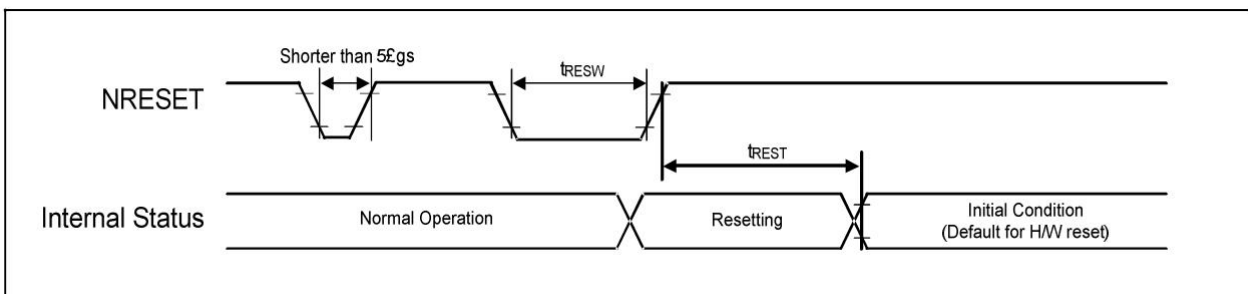 Shorter than 5£gs
tRESW
NRESET
tREST
Internal Status
Normal Operation
Resetting
Initial Condition
(Default for H/W reset)